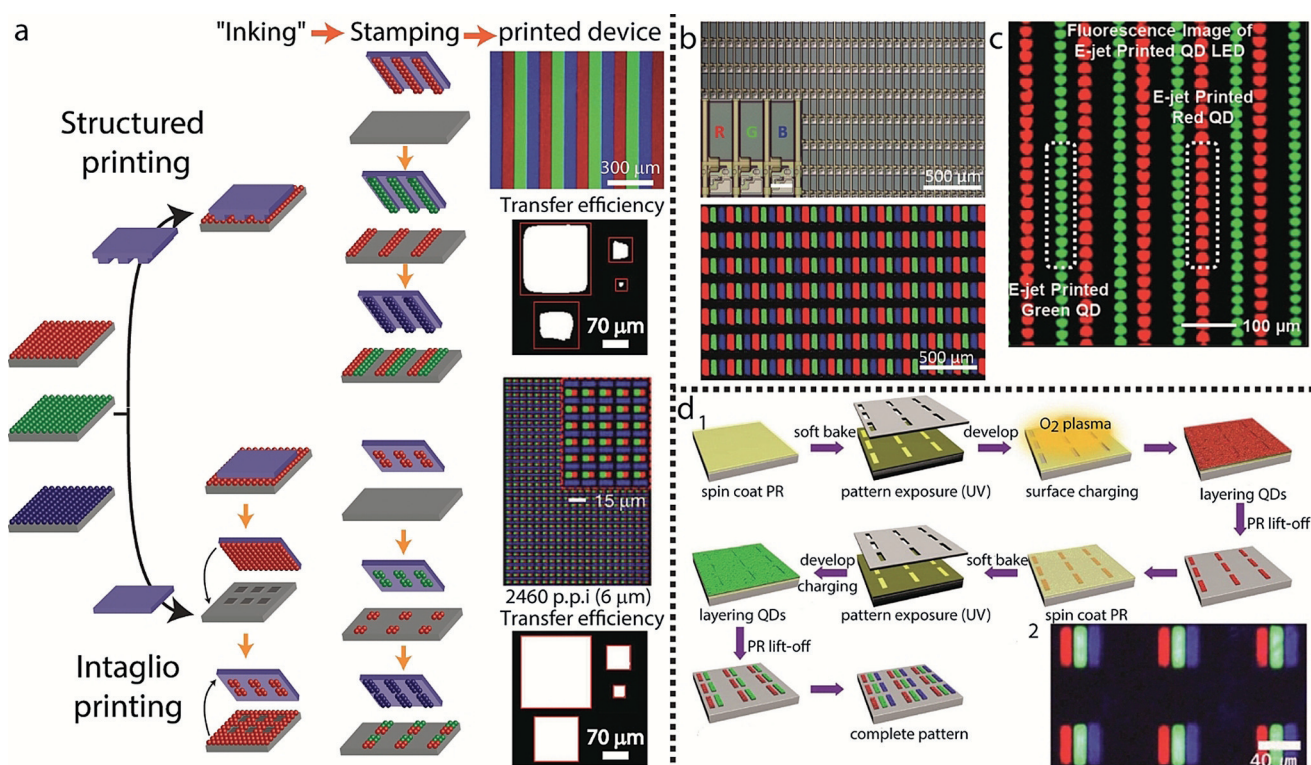 a
"Inking"
Stamping
printed device
Structured
printing
300 µm
Transfer efficiency
70 µm
15 µm
2460 p.p.i (6 µm)
Transfer efficiency
70 µm
Intaglio
printing
b
R G B
500 µm
500 µm
c
Fluorescence Image of
E-jet Printed QD LED
E-jet Printed
Red QD
E-jet Printed
Green QD
100 µm
d
1
spin coat PR
soft bake
pattern exposure (UV)
develop
O2 plasma
surface charging
layering QDs
PR lift-off
spin coat PR
soft bake
pattern exposure (UV)
develop
charging
layering QDs
PR lift-off
complete pattern
2
40 µm